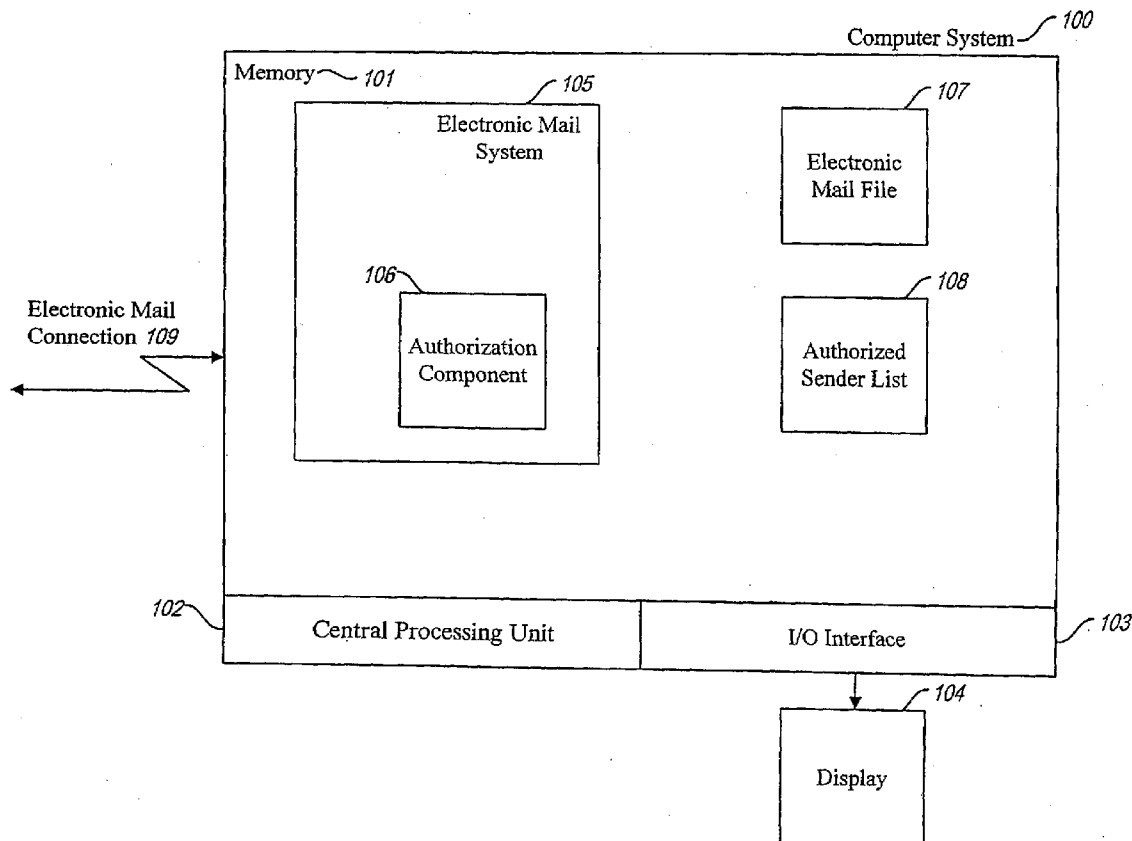 Computer System 100
Memory 101
105
107
Electronic Mail
System
Electronic
Mail File
106
108
Electronic Mail
Connection 109
Authorization
Component
Authorized
Sender List
102
Central Processing Unit
I/O Interface
103
104
Display